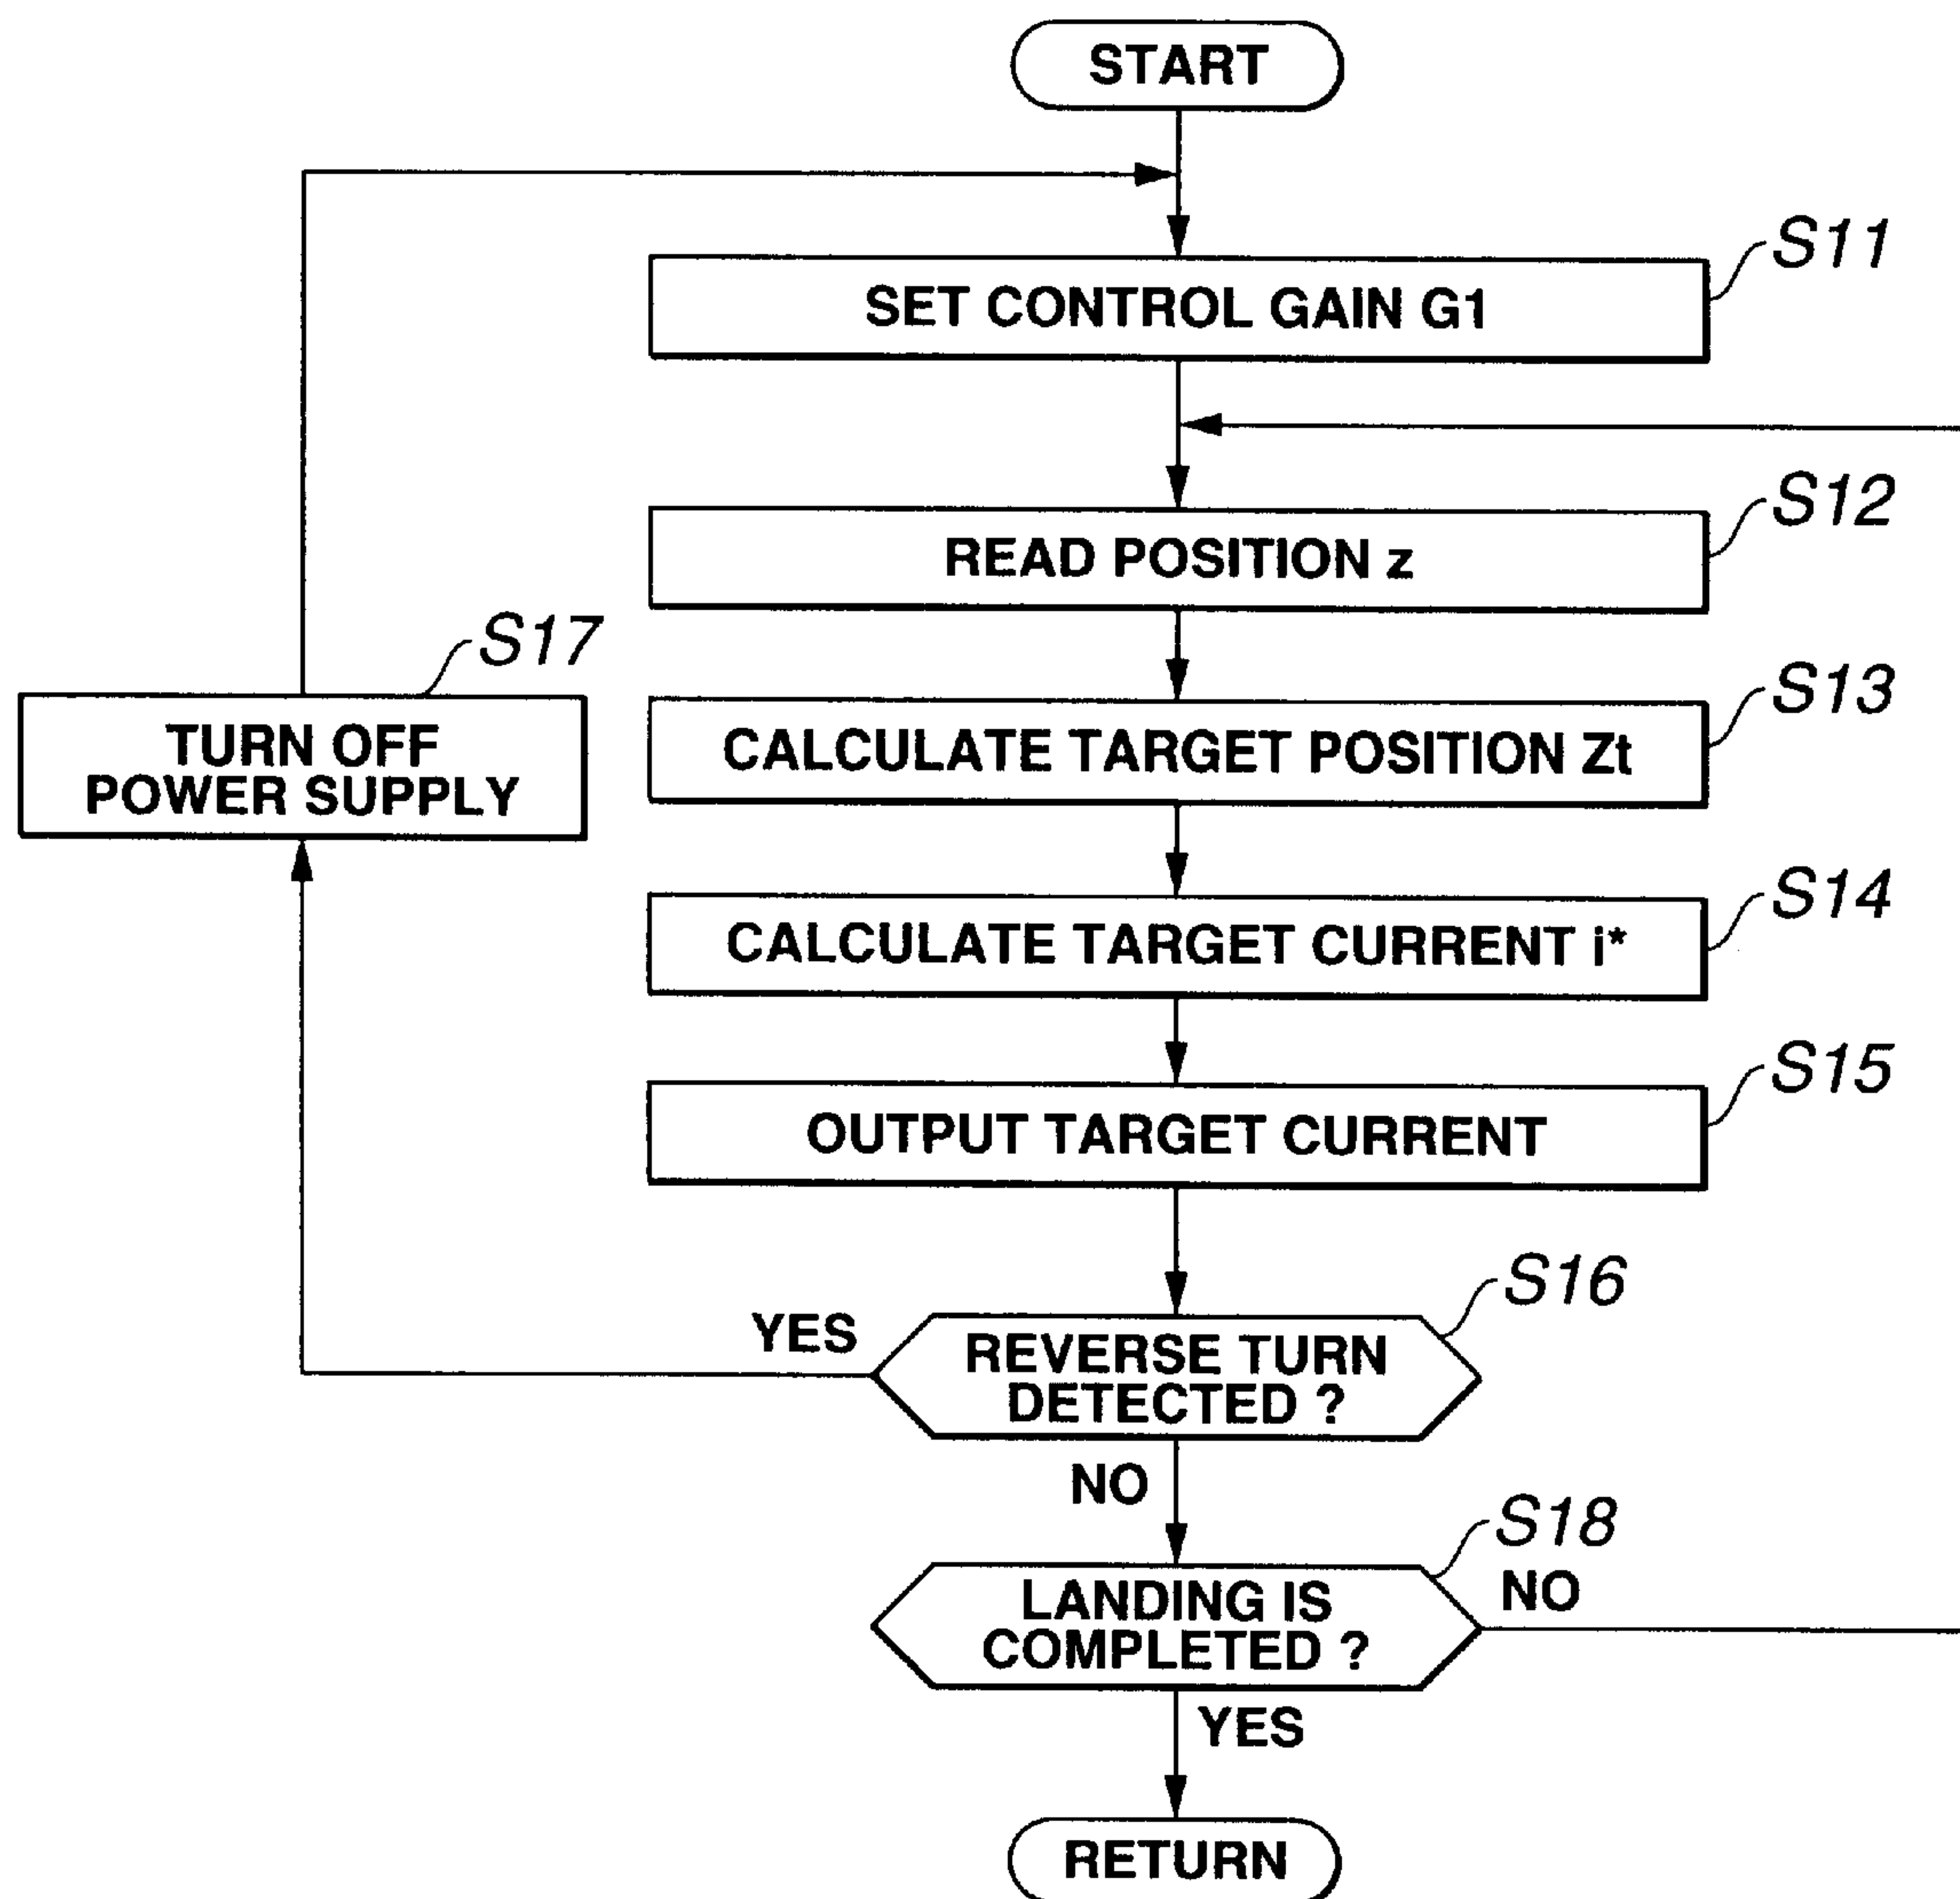 START
S11
SET CONTROL GAIN G1
S12
READ POSITION z
S17
TURN OFF
POWER SUPPLY
S13
CALCULATE TARGET POSITION Zt
S14
CALCULATE TARGET CURRENT i*
S15
OUTPUT TARGET CURRENT
S16
YES
REVERSE TURN
DETECTED ?
NO
S18
LANDING IS
COMPLETED ?
NO
YES
RETURN